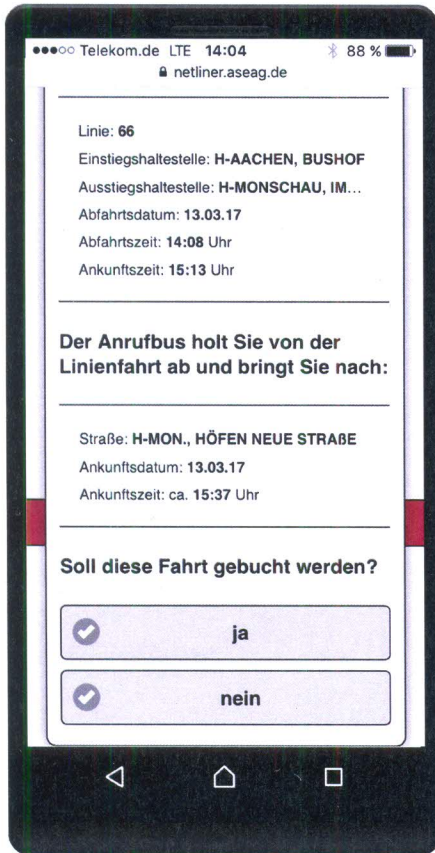 Telekom.de LTE 14:04 88 %
netliner.aseag.de
Linie: 66
Einstiegshaltestelle: H-AACHEN, BUSHOF
Ausstiegshaltestelle: H-MONSCHAU, IM...
Abfahrtsdatum: 13.03.17
Abfahrtszeit: 14:08 Uhr
Ankunftszeit: 15:13 Uhr
Der Anrufbus holt Sie von der
Linienfahrt ab und bringt Sie nach:
Straße: H-MON., HÖFEN NEUE STRAßE
Ankunftsdatum: 13.03.17
Ankunftszeit: ca. 15:37 Uhr
Soll diese Fahrt gebucht werden?
ja
nein